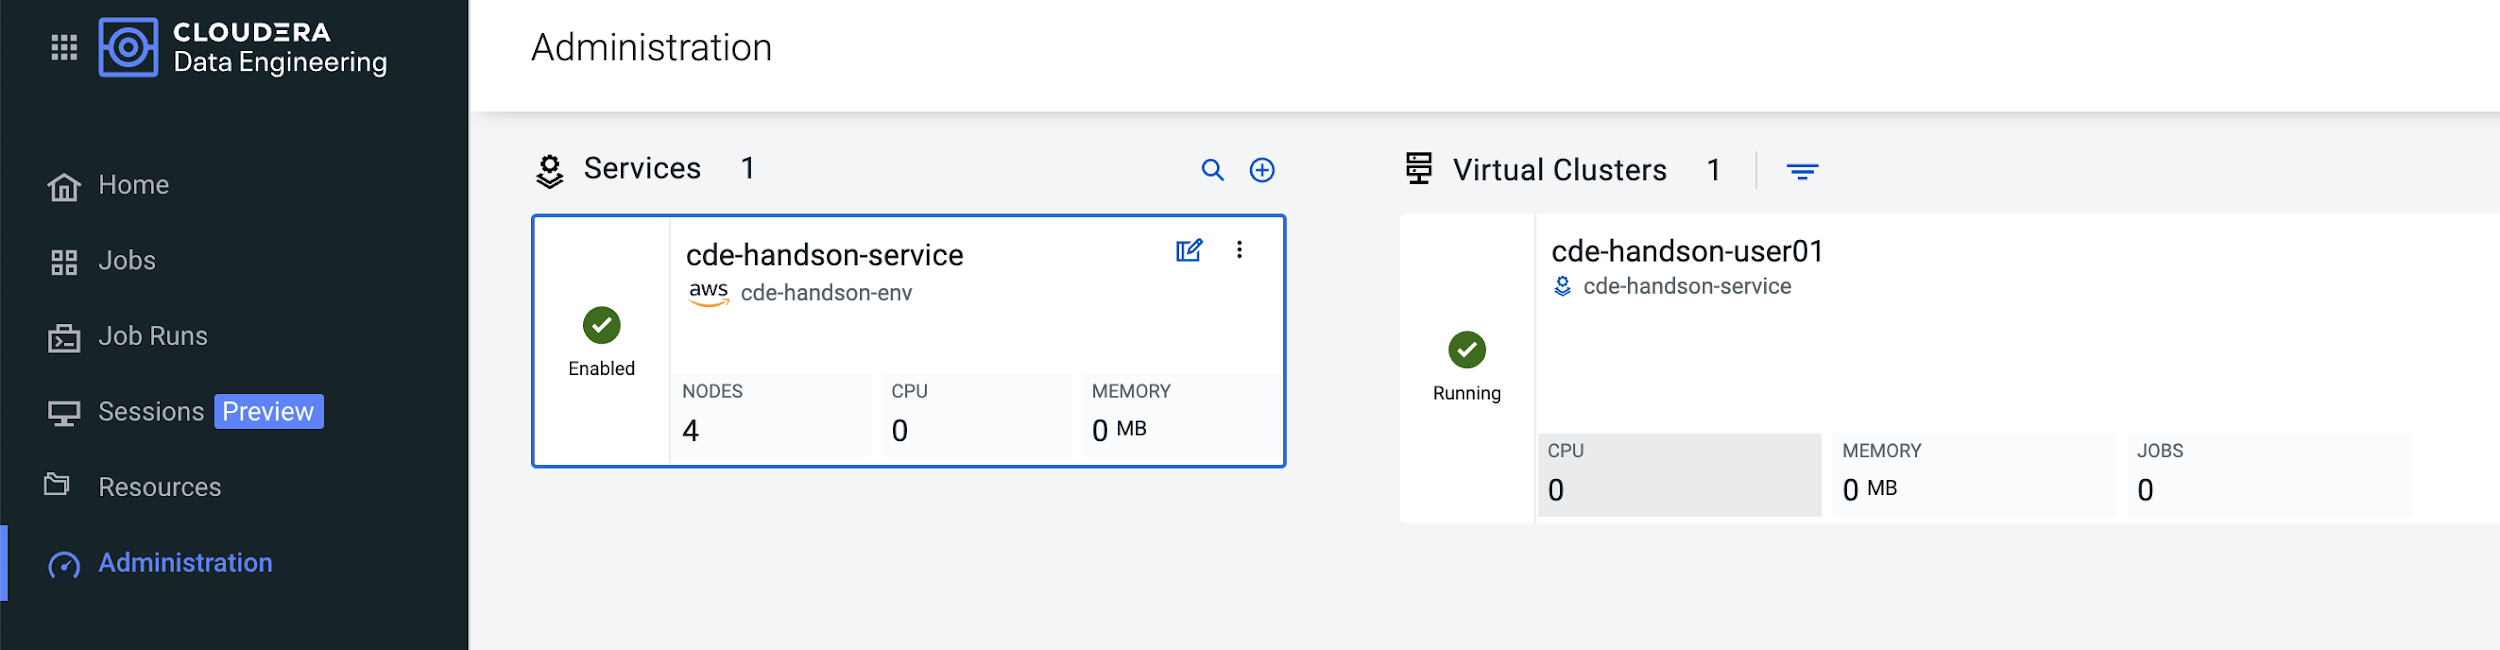 CLOUDERA
Data Engineering
Home
Jobs
Job Runs
Sessions Preview
Resources
Administration
Administration
Services 1
Enabled
cde-handson-service
aws cde-handson-env
NODES CPU MEMORY
4 0 0 MB
Virtual Clusters 1
Running
cde-handson-user01
cde-handson-service
CPU MEMORY JOBS
0 0 MB 0